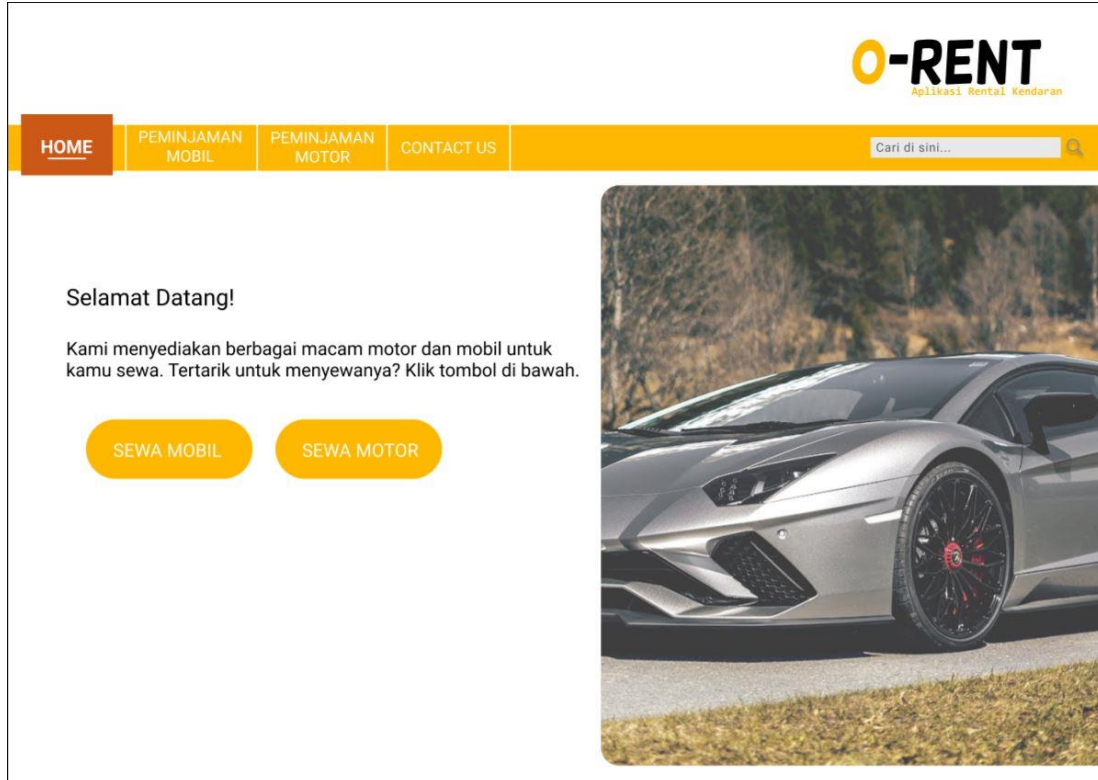 O-RENT
Aplikasi Rental Kendaran
HOME
PEMINJAMAN
MOBIL
PEMINJAMAN
MOTOR
CONTACT US
Cari di sini...
Selamat Datang!
Kami menyediakan berbagai macam motor dan mobil untuk
kamu sewa. Tertarik untuk menyewanya? Klik tombol di bawah.
SEWA MOBIL
SEWA MOTOR